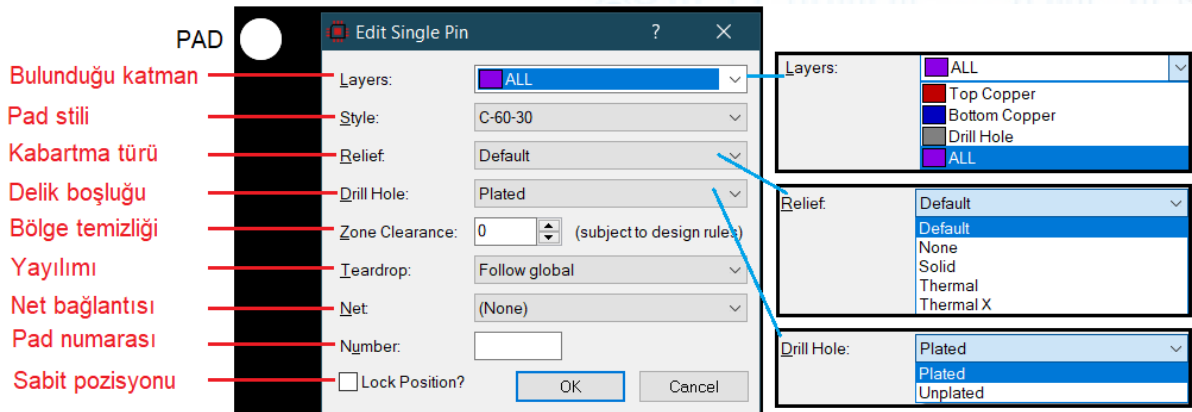 PAD
Bulunduğu katman
Pad stili
Kabartma türü
Delik boşluğu
Bölge temizliği
Yayılımı
Net bağlantısı
Pad numarası
Sabit pozisyonu
Edit Single Pin ? ×
Layers: ALL
Style: C-60-30
Relief: Default
Drill Hole: Plated
Zone Clearance: 0 (subject to design rules)
Teardrop: Follow global
Net: (None)
Number:
Lock Position?
OK Cancel
Layers: ALL
Top Copper
Bottom Copper
Drill Hole
ALL
Relief: Default
Default
None
Solid
Thermal
Thermal X
Drill Hole: Plated
Plated
Unplated